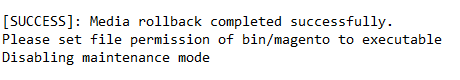 [SUCCESS]: Media rollback completed successfully.
Please set file permission of bin/magento to executable
Disabling maintenance mode